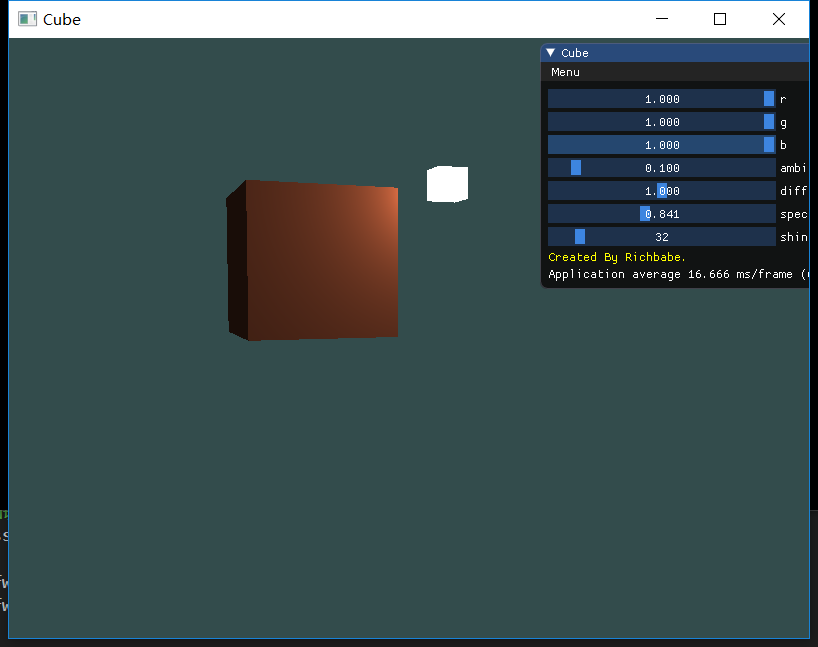 Cube
Cube
Menu
1.000 r
1.000 g
1.000 b
0.100 ambi
1.000 diff
0.841 spec
32 shin
Created By Richbabe.
Application average 16.666 ms/frame (